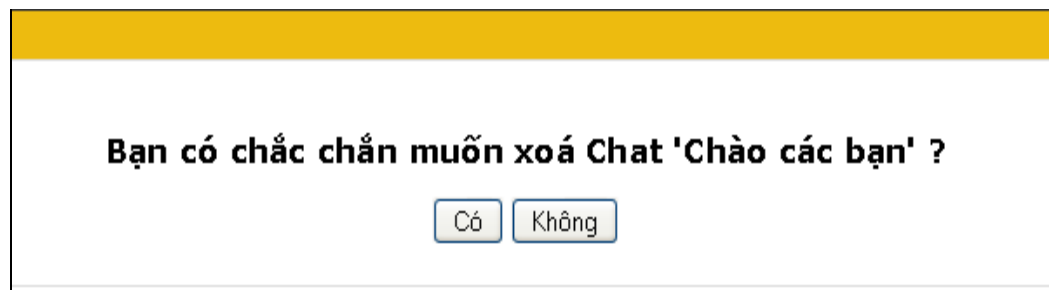 Bạn có chắc chắn muốn xoá Chat 'Chào các bạn' ?
Có Không